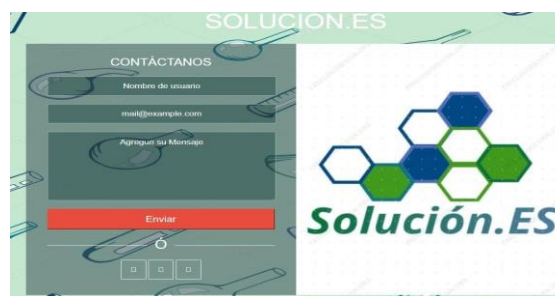 SOLUCION.ES
CONTÁCTANOS
Nombre de usuario
mail@example.com
Agregue su Mensaje
Enviar
Ó
Solución.ES